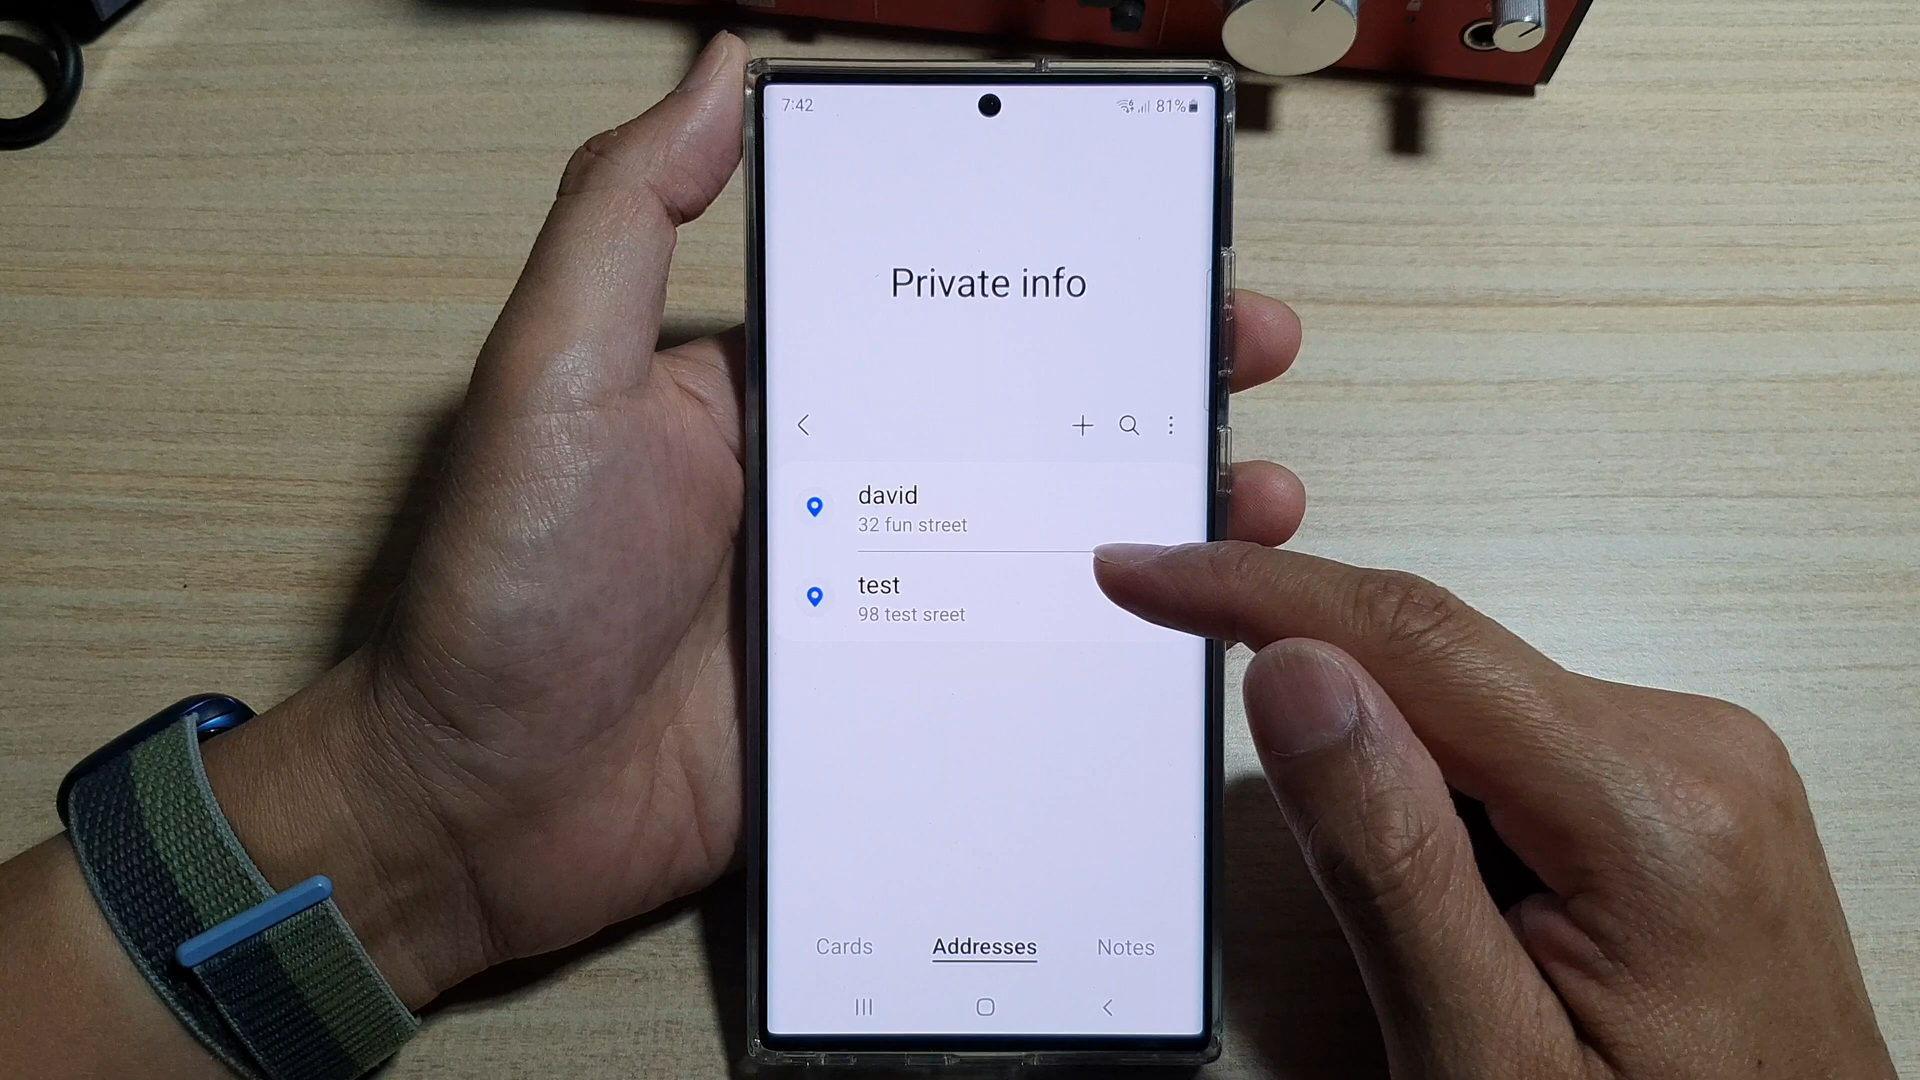 7:42
81%
Private info
david
32 fun street
test
98 test sreet
Cards
Addresses
Notes